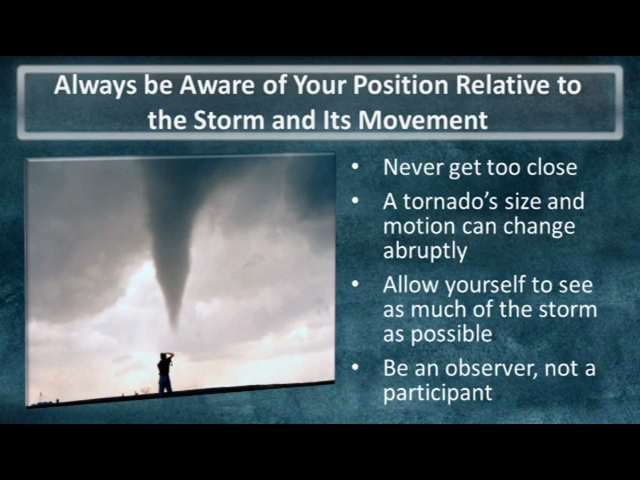 Always be Aware of Your Position Relative to
the Storm and Its Movement
• Never get too close
• A tornado’s size and
motion can change
abruptly
• Allow yourself to see
as much of the storm
as possible
• Be an observer, not a
participant